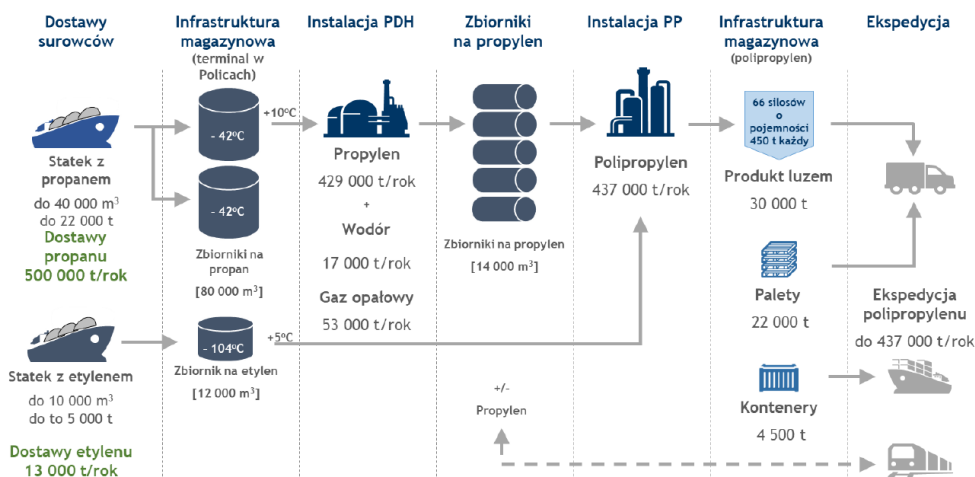 Dostawy
surowców
Infrastruktura
magazynowa
(terminal w
Policach)
Instalacja PDH
Zbiorniki
na propylen
Instalacja PP
Infrastruktura
magazynowa
(polipropylen)
Ekspedycja
Statek z
propanem
do 40 000 m³
do 22 000 t
Dostawy
propanu
500 000 t/rok
- 42°C
- 42°C
+10°C
Zbiorniki na
propan
[80 000 m³]
Propylen
429 000 t/rok
+
Wodór
17 000 t/rok
Gaz opałowy
53 000 t/rok
Zbiorniki na propylen
[14 000 m³]
Polipropylen
437 000 t/rok
66 silosów
o
pojemności
450 t każdy
Produkt luzem
30 000 t
Palety
22 000 t
Ekspedycja
polipropylenu
do 437 000 t/rok
Statek z etylenem
do 10 000 m³
do to 5 000 t
Dostawy etylenu
13 000 t/rok
- 104°C
+5°C
Zbiornik na etylen
[12 000 m³]
+/-
Propylen
Kontenery
4 500 t